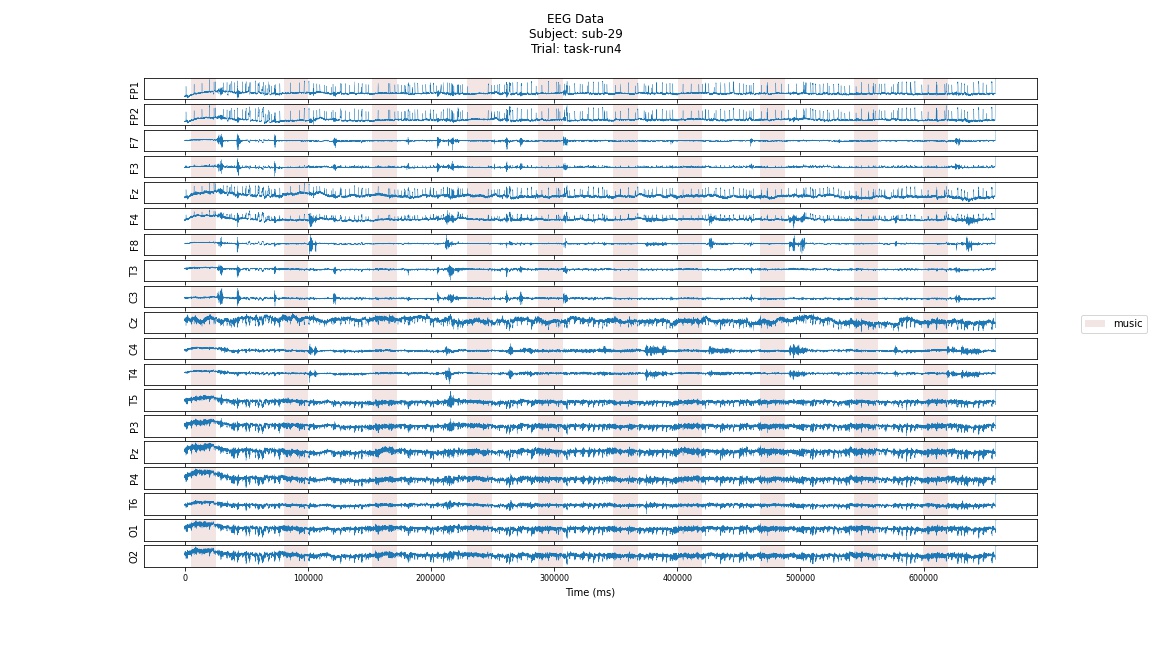 EEG Data
Subject: sub-29
Trial: task-run4
FP1
FP2
F7
F3
Fz
F4
F8
T3
C3
Cz
C4
T4
T5
P3
Pz
P4
T6
O1
O2
music
0 100000 200000 300000 400000 500000 600000
Time (ms)